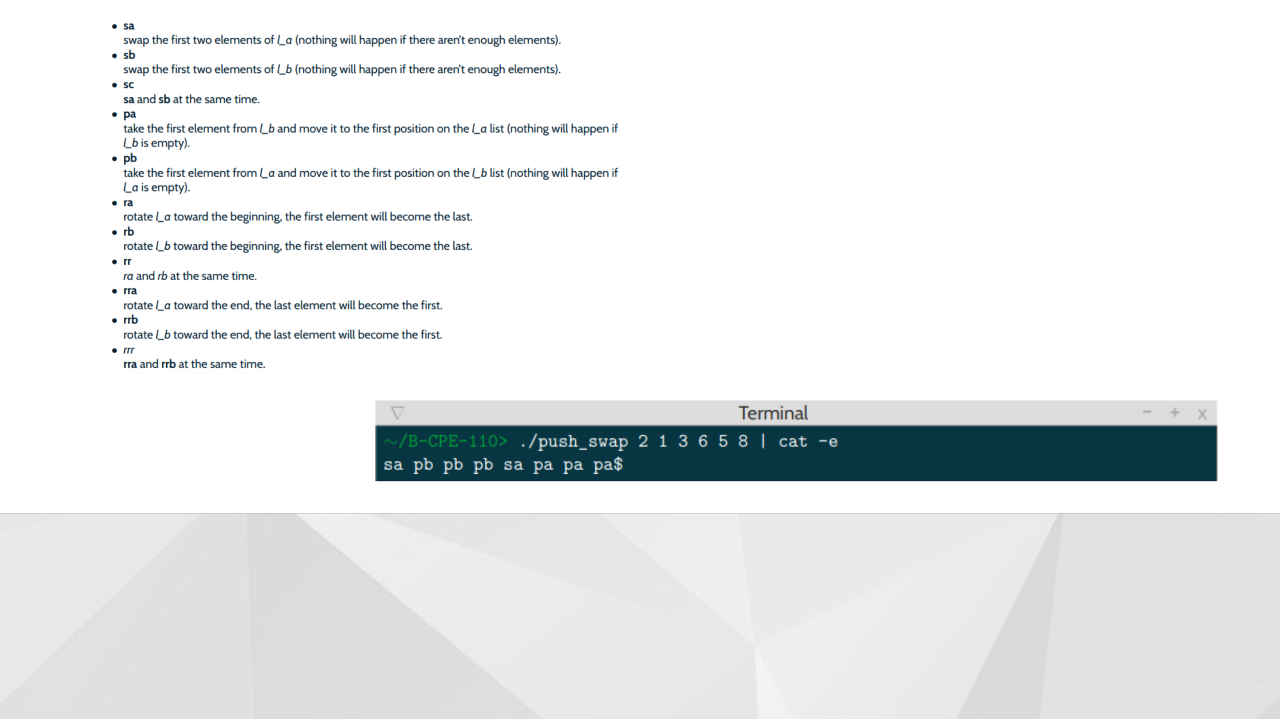 • sa
swap the first two elements of l_a (nothing will happen if there aren't enough elements).
• sb
swap the first two elements of l_b (nothing will happen if there aren't enough elements).
• sc
sa and sb at the same time.
• pa
take the first element from l_b and move it to the first position on the l_a list (nothing will happen if
l_b is empty).
• pb
take the first element from l_a and move it to the first position on the l_b list (nothing will happen if
l_a is empty).
• ra
rotate l_a toward the beginning, the first element will become the last.
• rb
rotate l_b toward the beginning, the first element will become the last.
• rr
ra and rb at the same time.
• rra
rotate l_a toward the end, the last element will become the first.
• rrb
rotate l_b toward the end, the last element will become the first.
• rrr
rra and rrb at the same time.
▽ Terminal - + x
~/B-CPE-110> ./push_swap 2 1 3 6 5 8 | cat -e
sa pb pb pb sa pa pa pa$